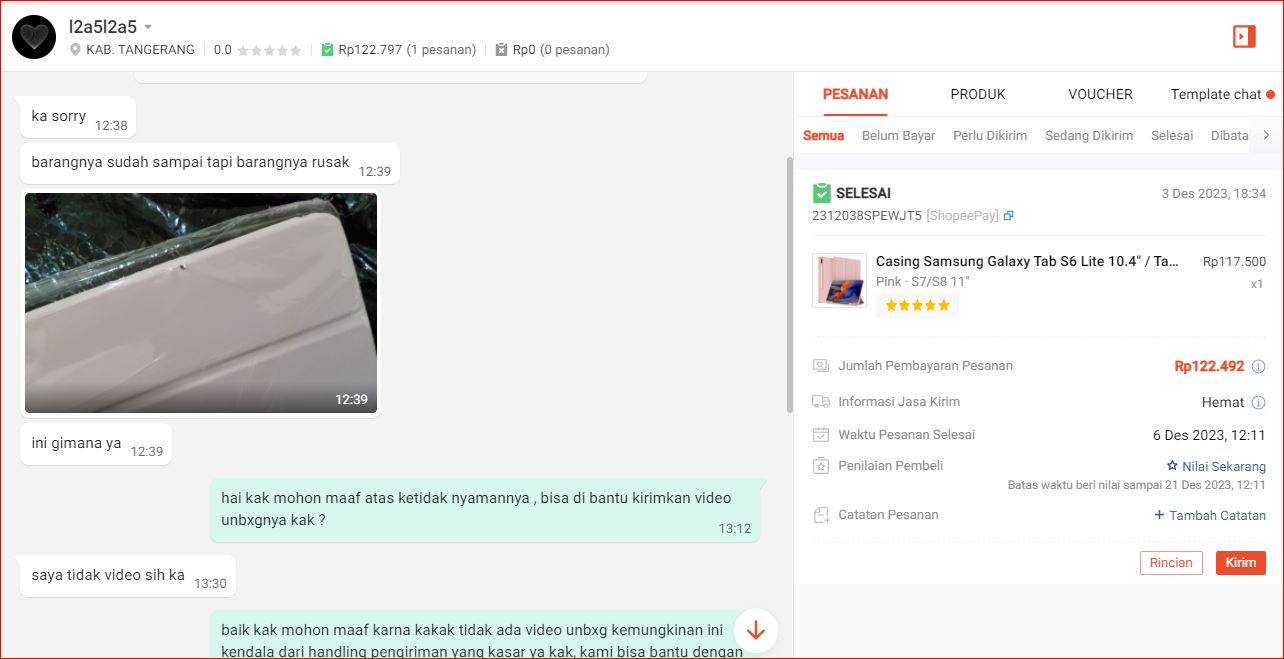 l2a5l2a5
KAB. TANGERANG
0.0
Rp122.797 (1 pesanan)
Rp0 (0 pesanan)
ka sorry 12:38
barangnya sudah sampai tapi barangnya rusak 12:39
12:39
ini gimana ya 12:39
hai kak mohon maaf atas ketidak nyamannya , bisa di bantu kirimkan video
unbxgnya kak ?
13:12
saya tidak video sih ka 13:30
baik kak mohon maaf karna kakak tidak ada video unbxg kemungkinan ini
kendala dari handling pengiriman yang kasar ya kak, kami bisa bantu dengan
PESANAN PRODUK VOUCHER Template chat
Semua Belum Bayar Perlu Dikirim Sedang Dikirim Selesai Dibata
SELESAI 3 Des 2023, 18:34
2312038SPEWJT5 [ShopeePay]
Casing Samsung Galaxy Tab S6 Lite 10.4" / Ta... Rp117.500
Pink · S7/S8 11" x1
Jumlah Pembayaran Pesanan Rp122.492
Informasi Jasa Kirim Hemat
Waktu Pesanan Selesai 6 Des 2023, 12:11
Penilaian Pembeli Nilai Sekarang
Batas waktu beri nilai sampai 21 Des 2023, 12:11
Catatan Pesanan + Tambah Catatan
Rincian Kirim